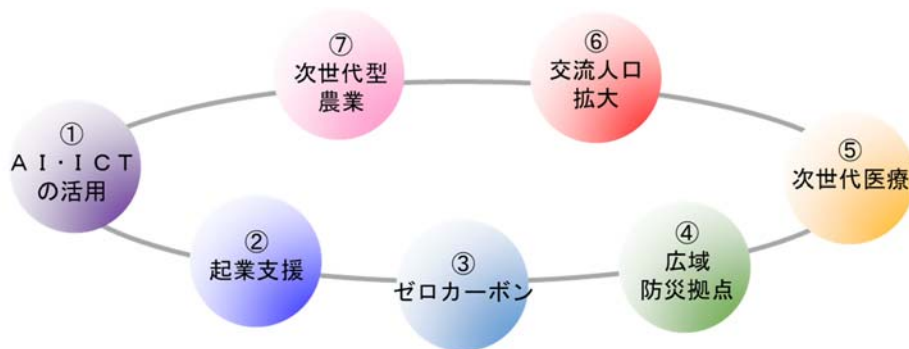 ①
ＡＩ･ＩＣＴ
の活用
②
起業支援
③
ゼロカーボン
④
広域
防災拠点
⑤
次世代医療
⑥
交流人口
拡大
⑦
次世代型
農業